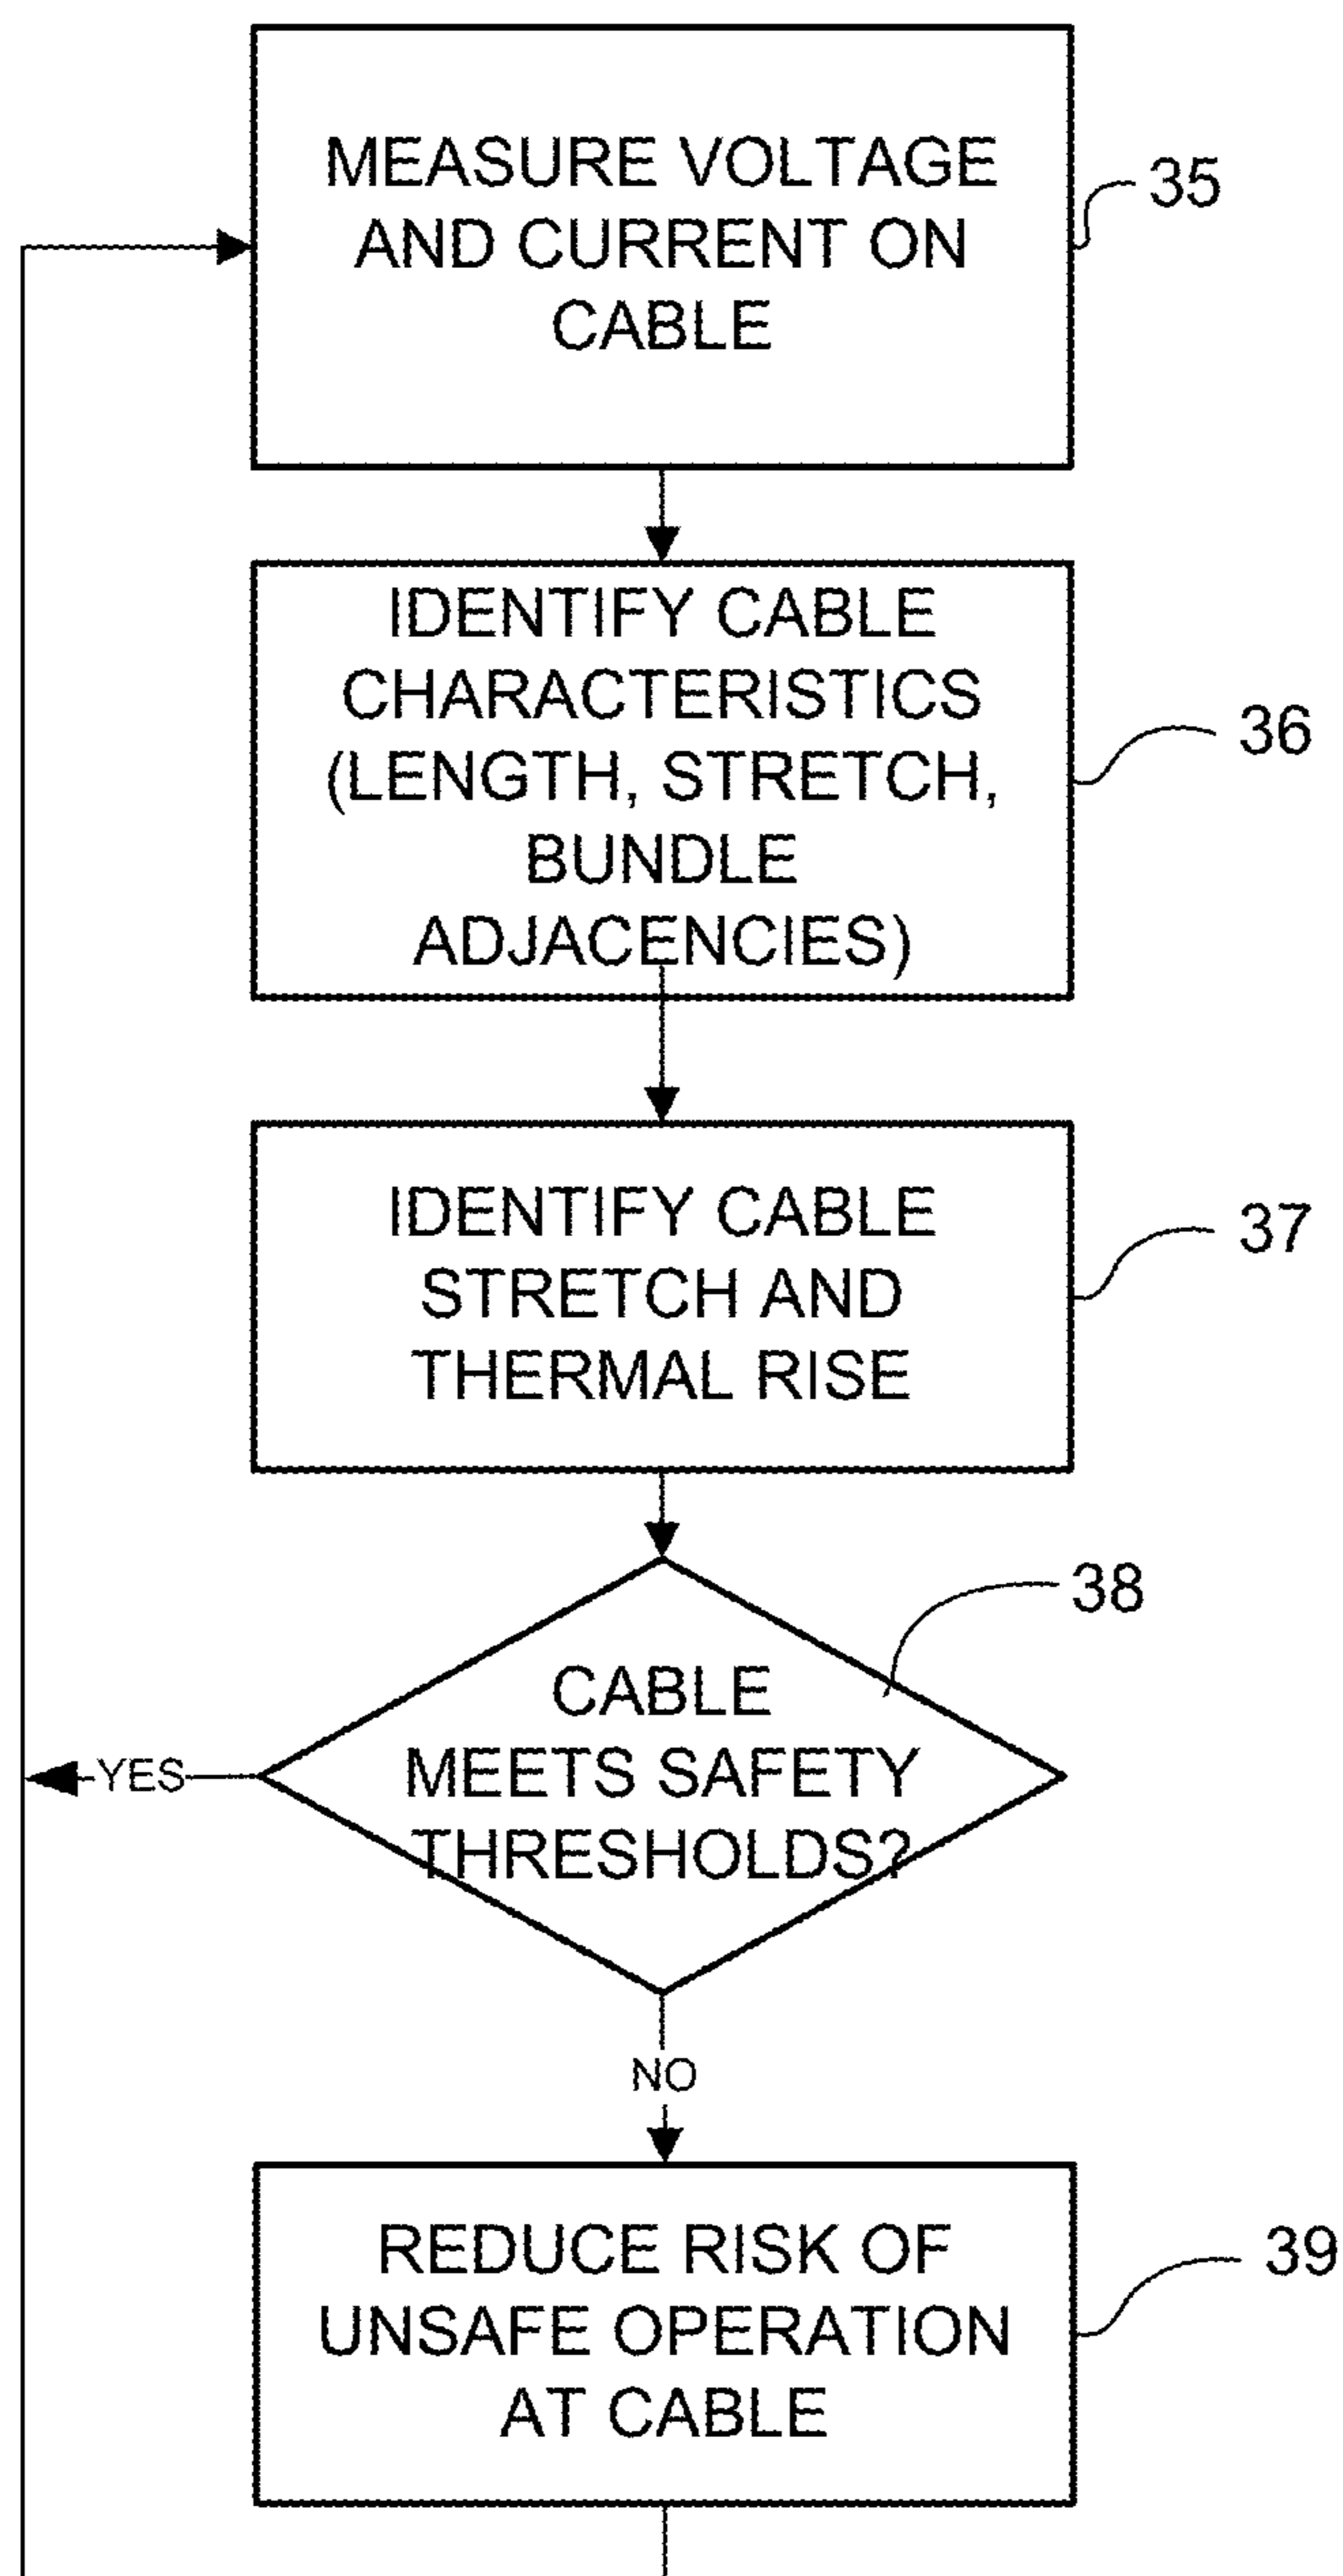 MEASURE VOLTAGE
AND CURRENT ON
CABLE
35
IDENTIFY CABLE
CHARACTERISTICS
(LENGTH, STRETCH,
BUNDLE
ADJACENCIES)
36
IDENTIFY CABLE
STRETCH AND
THERMAL RISE
37
38
CABLE
MEETS SAFETY
THRESHOLDS?
YES
NO
REDUCE RISK OF
UNSAFE OPERATION
AT CABLE
39